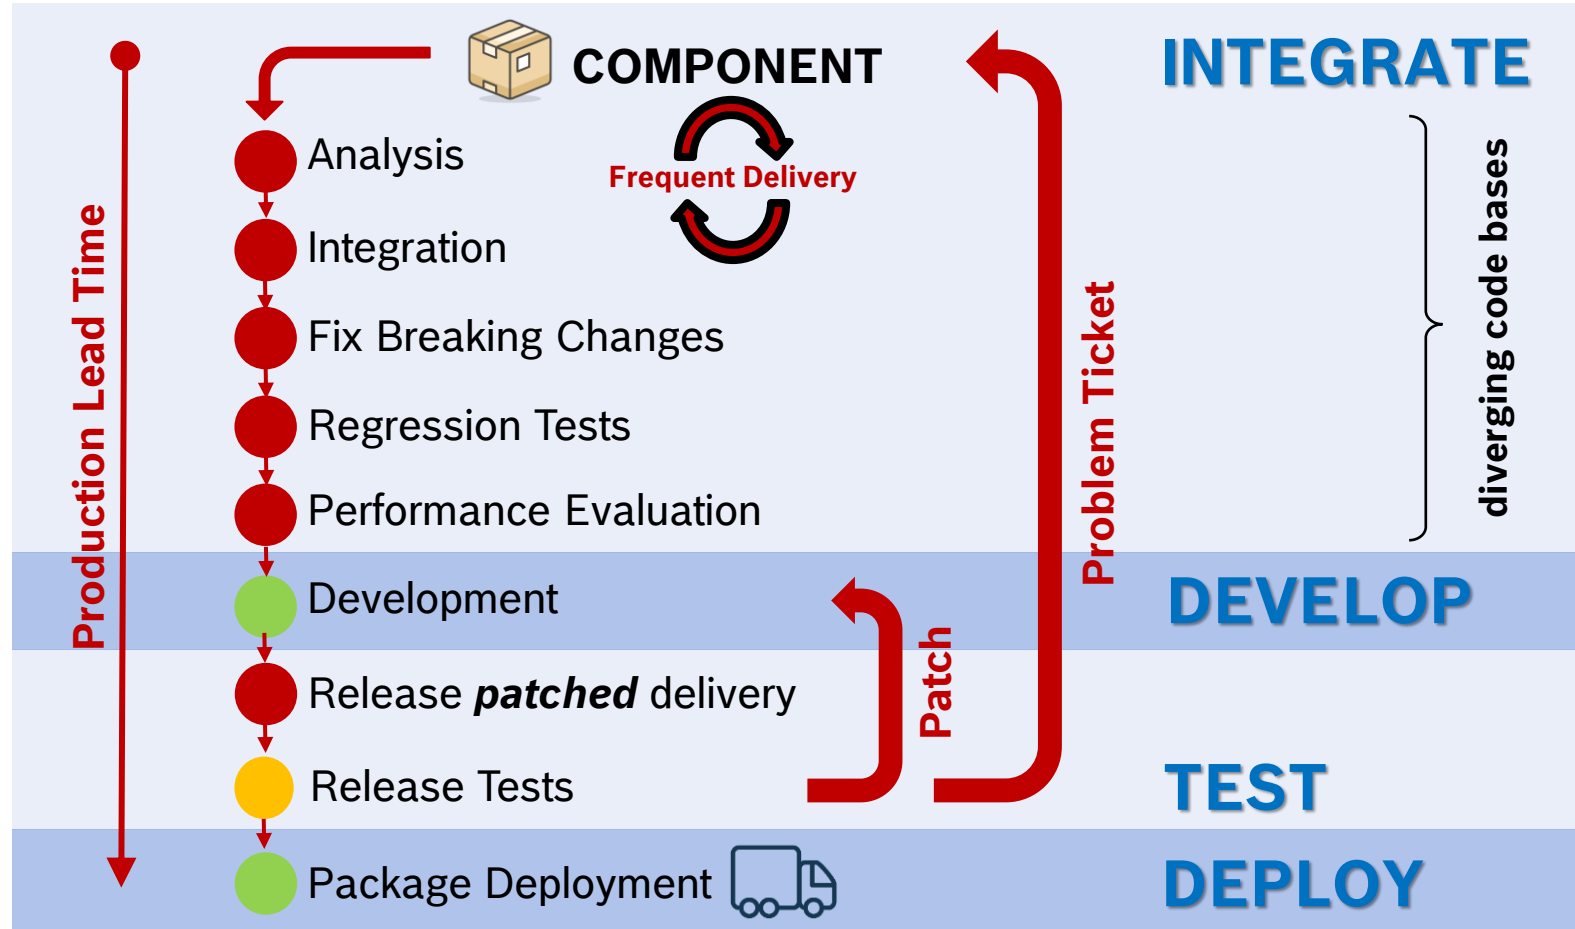 COMPONENT
INTEGRATE
Analysis
Frequent Delivery
Integration
Fix Breaking Changes
Regression Tests
Performance Evaluation
Production Lead Time
Problem Ticket
diverging code bases
Development
DEVELOP
Patch
Release patched delivery
Release Tests
TEST
Package Deployment
DEPLOY